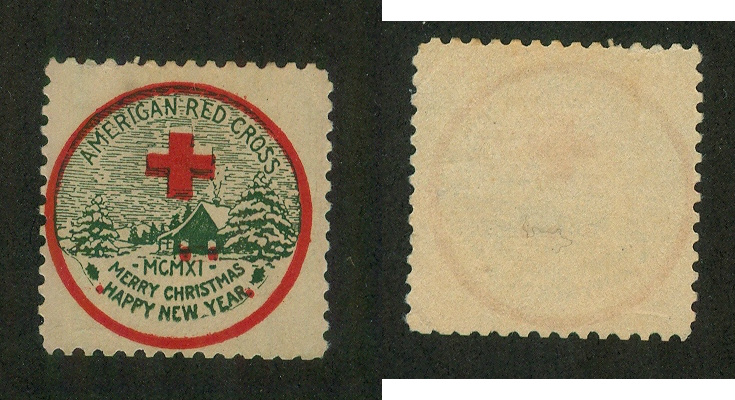 AMERICAN RED CROSS
- MCMXI -
MERRY CHRISTMAS
HAPPY NEW YEAR